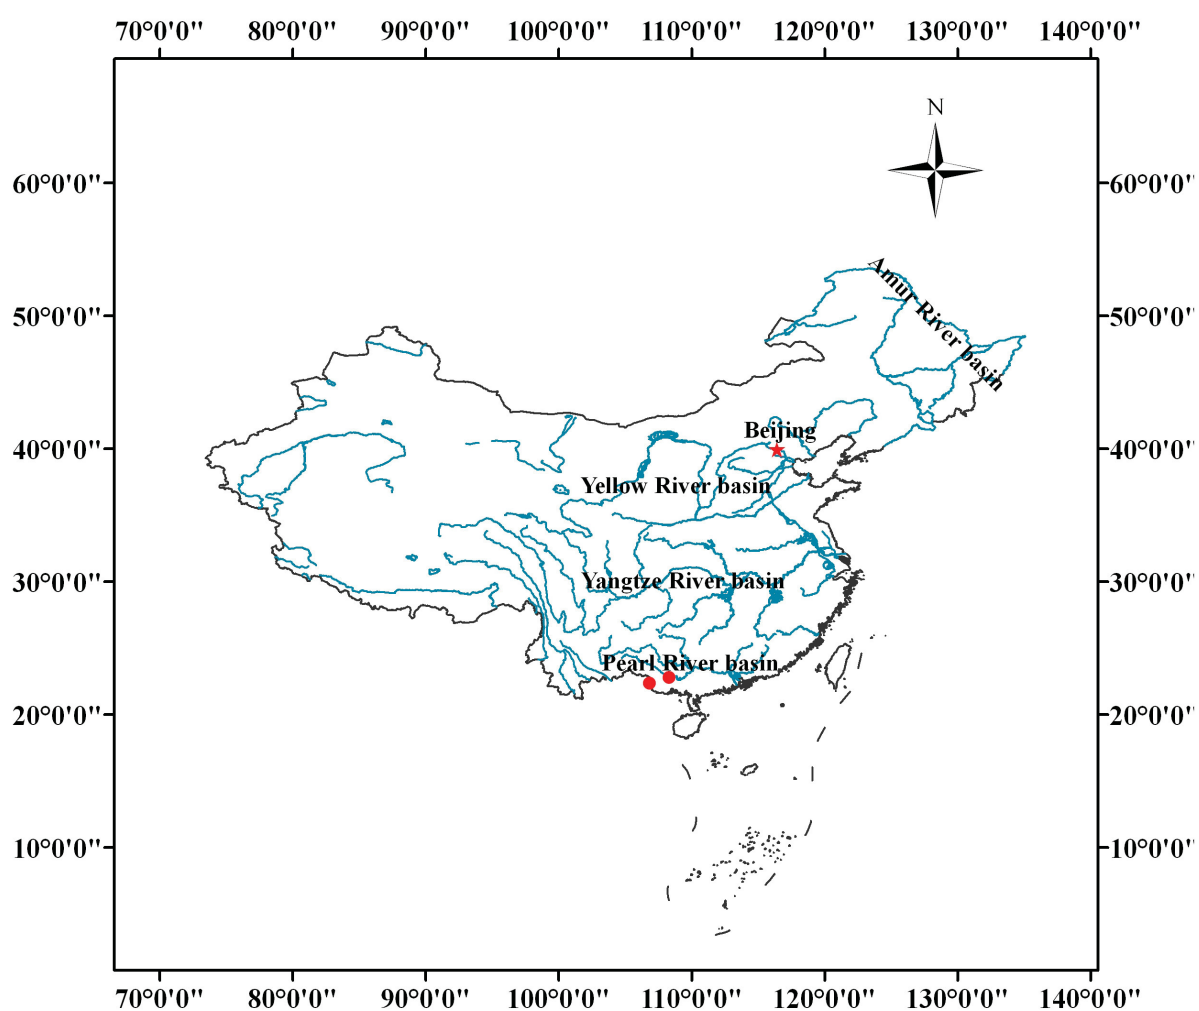 70°0'0" 80°0'0" 90°0'0" 100°0'0" 110°0'0" 120°0'0" 130°0'0" 140°0'0"
N
60°0'0" 60°0'0"
Amur River basin
50°0'0" 50°0'0"
Beijing
40°0'0" 40°0'0"
Yellow River basin
30°0'0" 30°0'0"
Yangtze River basin
Pearl River basin
20°0'0" 20°0'0"
10°0'0" 10°0'0"
70°0'0" 80°0'0" 90°0'0" 100°0'0" 110°0'0" 120°0'0" 130°0'0" 140°0'0"